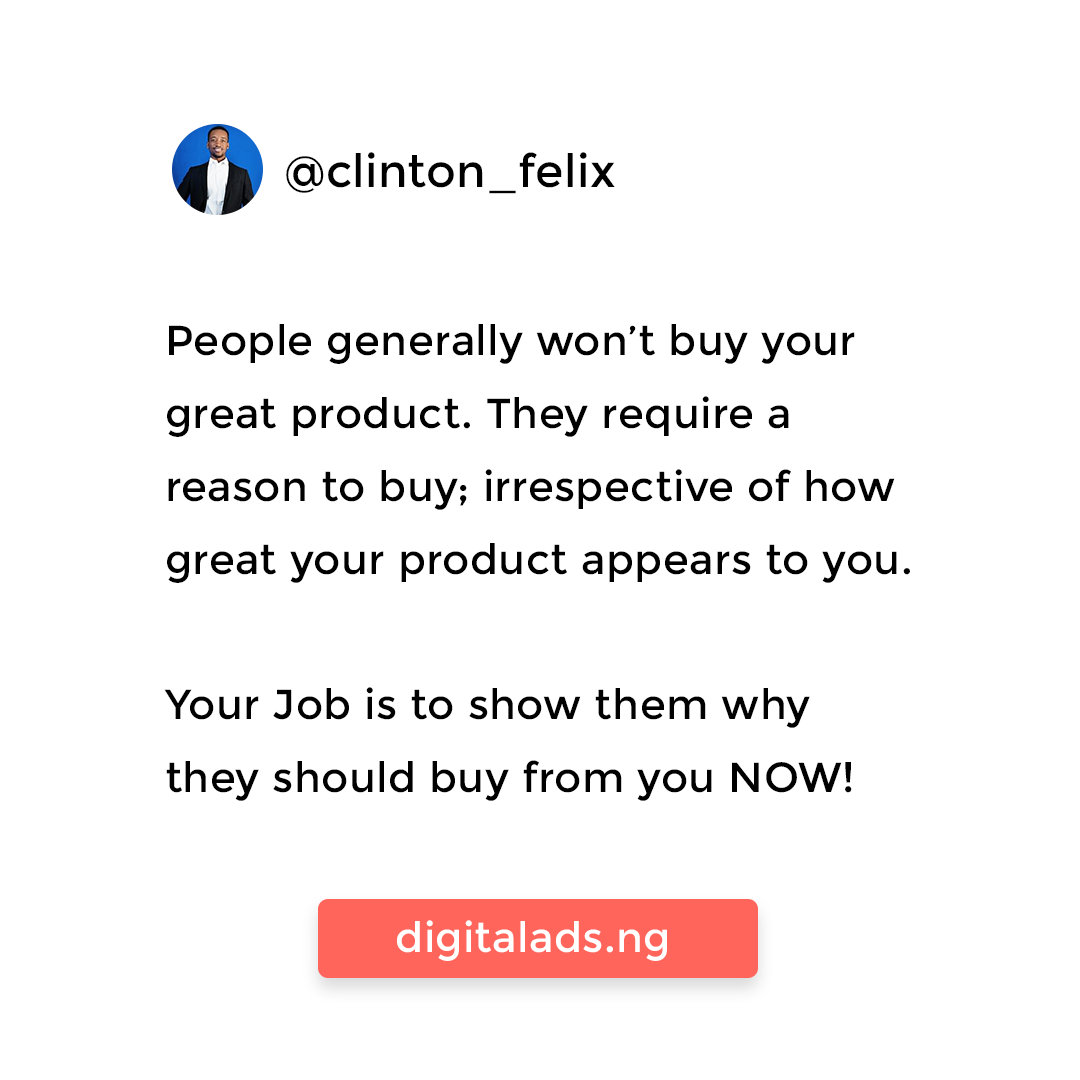 @clinton_felix
People generally won’t buy your
great product. They require a
reason to buy; irrespective of how
great your product appears to you.
Your Job is to show them why
they should buy from you NOW!
digitalads.ng